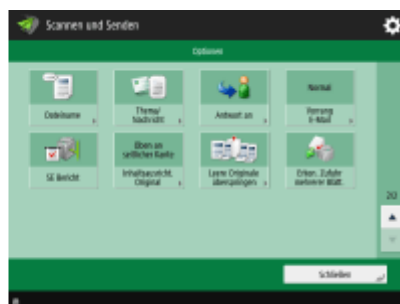 Scannen und Senden
Optionen
Dateiname
Thema/
Nachricht
Antwort an
Normal
Vorrang
E-Mail
SE Bericht
Oben an
seitlicher Kante
Inhaltsausricht.
Original
Leere Originale
überspringen
Erken. Zufuhr
mehrerer Blätt.
2/2
Schließen